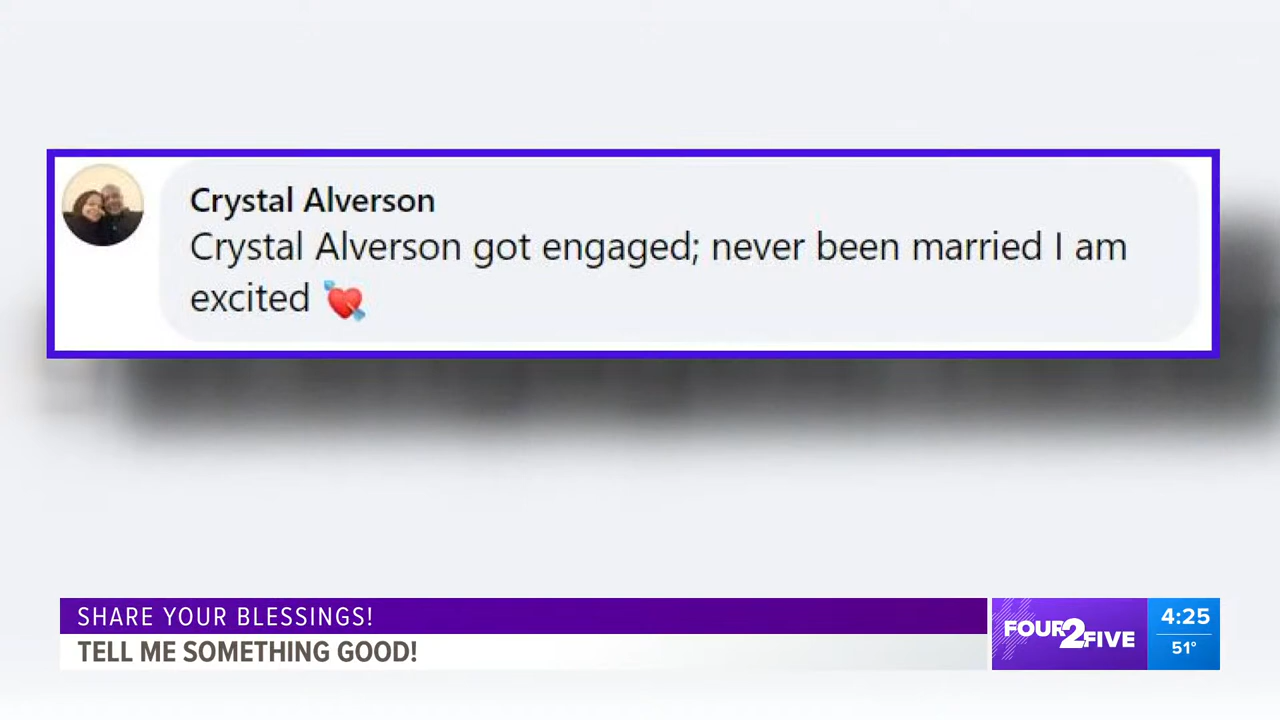 Crystal Alverson
Crystal Alverson got engaged; never been married I am
excited 💘
SHARE YOUR BLESSINGS!
TELL ME SOMETHING GOOD!
FOUR2FIVE
4:25
51°